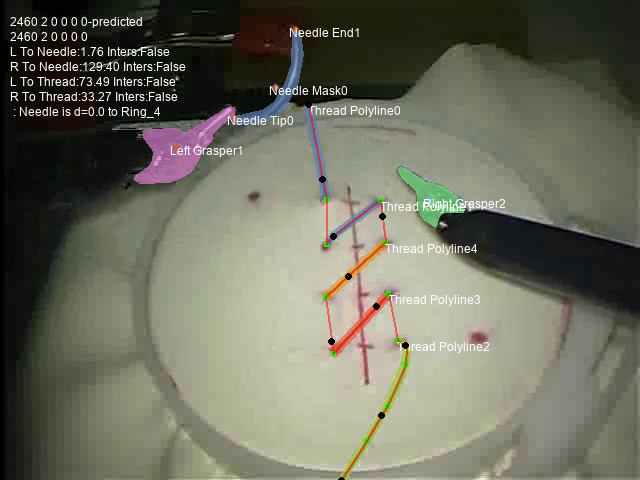 2460 2 0 0 0 0-predicted
2460 2 0 0 0 0
L To Needle:1.76 Inters:False
R To Needle:129.40 Inters:False
L To Thread:73.49 Inters:False
R To Thread:33.27 Inters:False
: Needle is d=0.0 to Ring_4
Needle End1
Needle Mask0
Thread Polyline0
Needle Tip0
Left Grasper1
Right Grasper2
Thread Polyline
Thread Polyline4
Thread Polyline3
Thread Polyline2